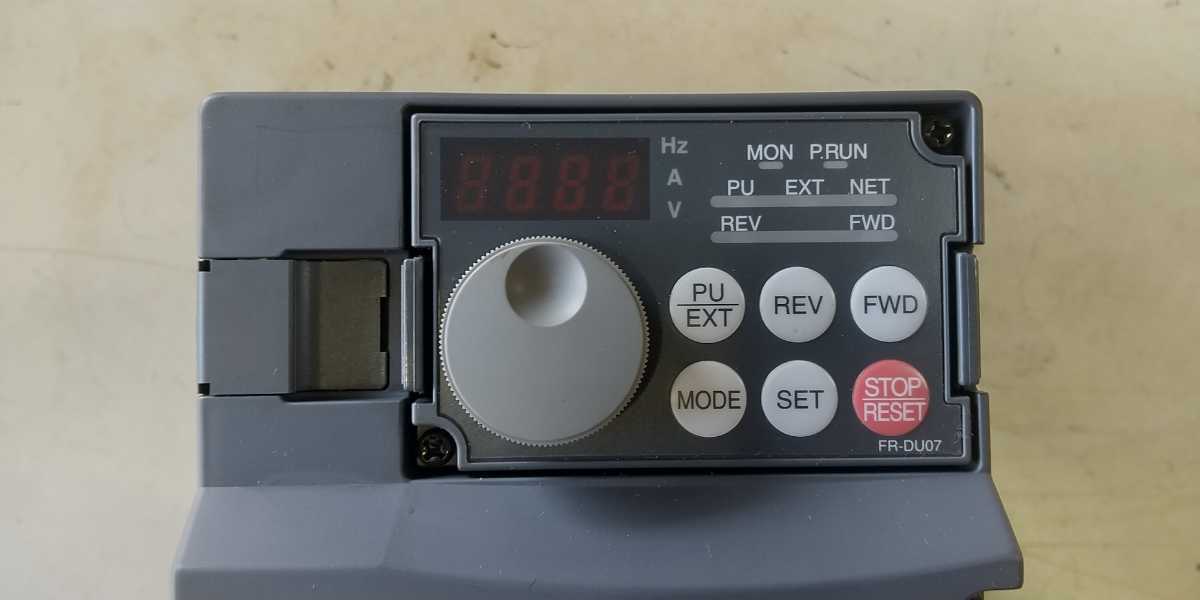 8888
Hz
A
V
MON P.RUN
PU EXT NET
REV FWD
PU
EXT
REV
FWD
MODE
SET
STOP
RESET
FR-DU07